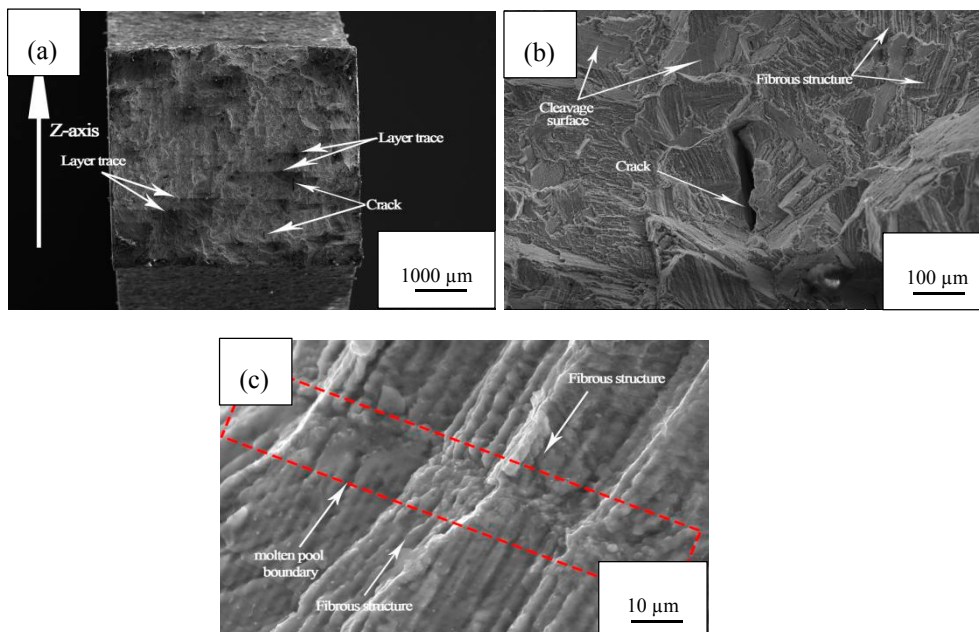 (a)
Z-axis
Layer trace
Layer trace
Crack
1000 µm
(b)
Fibrous structure
Cleavage
surface
Crack
100 µm
(c)
Fibrous structure
molten pool
boundary
Fibrous structure
10 µm